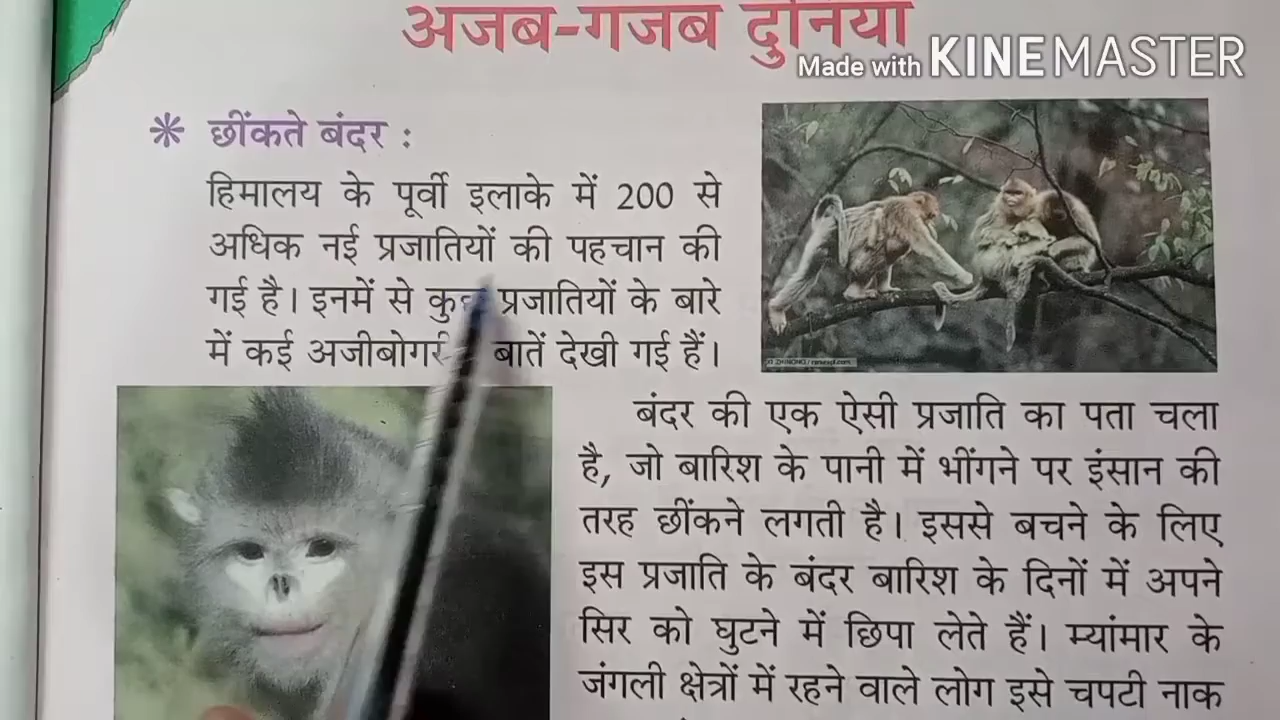 अजब-गजब दुनिया
Made with KINEMASTER
* छींकते बंदर :
हिमालय के पूर्वी इलाके में 200 से
अधिक नई प्रजातियों की पहचान की
गई है। इनमें से प्रजातियों के बारे
में कई बातें देखी गई हैं।
बंदर की एक ऐसी प्रजाति का पता चला
है, जो बारिश के पानी में भींगने पर इंसान की
तरह छींकने लगती है। इससे बचने के लिए
इस प्रजाति के बंदर बारिश के दिनों में अपने
सिर को घुटने में छिपा लेते हैं। म्यांमार के
जंगली क्षेत्रों में रहने वाले लोग इसे चपटी नाक